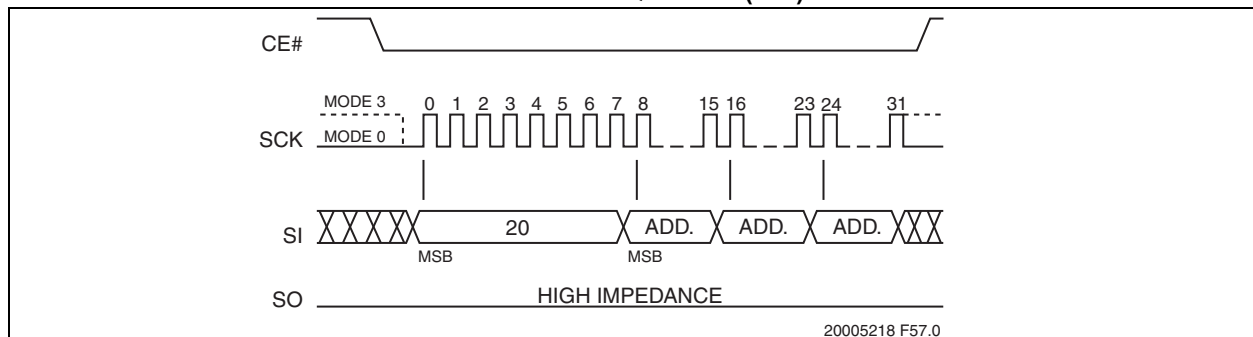 CE#
MODE 3
0 1 2 3 4 5 6 7 8 15 16 23 24 31
SCK
MODE 0
SI
20
ADD.
ADD.
ADD.
MSB
MSB
SO
HIGH IMPEDANCE
20005218 F57.0